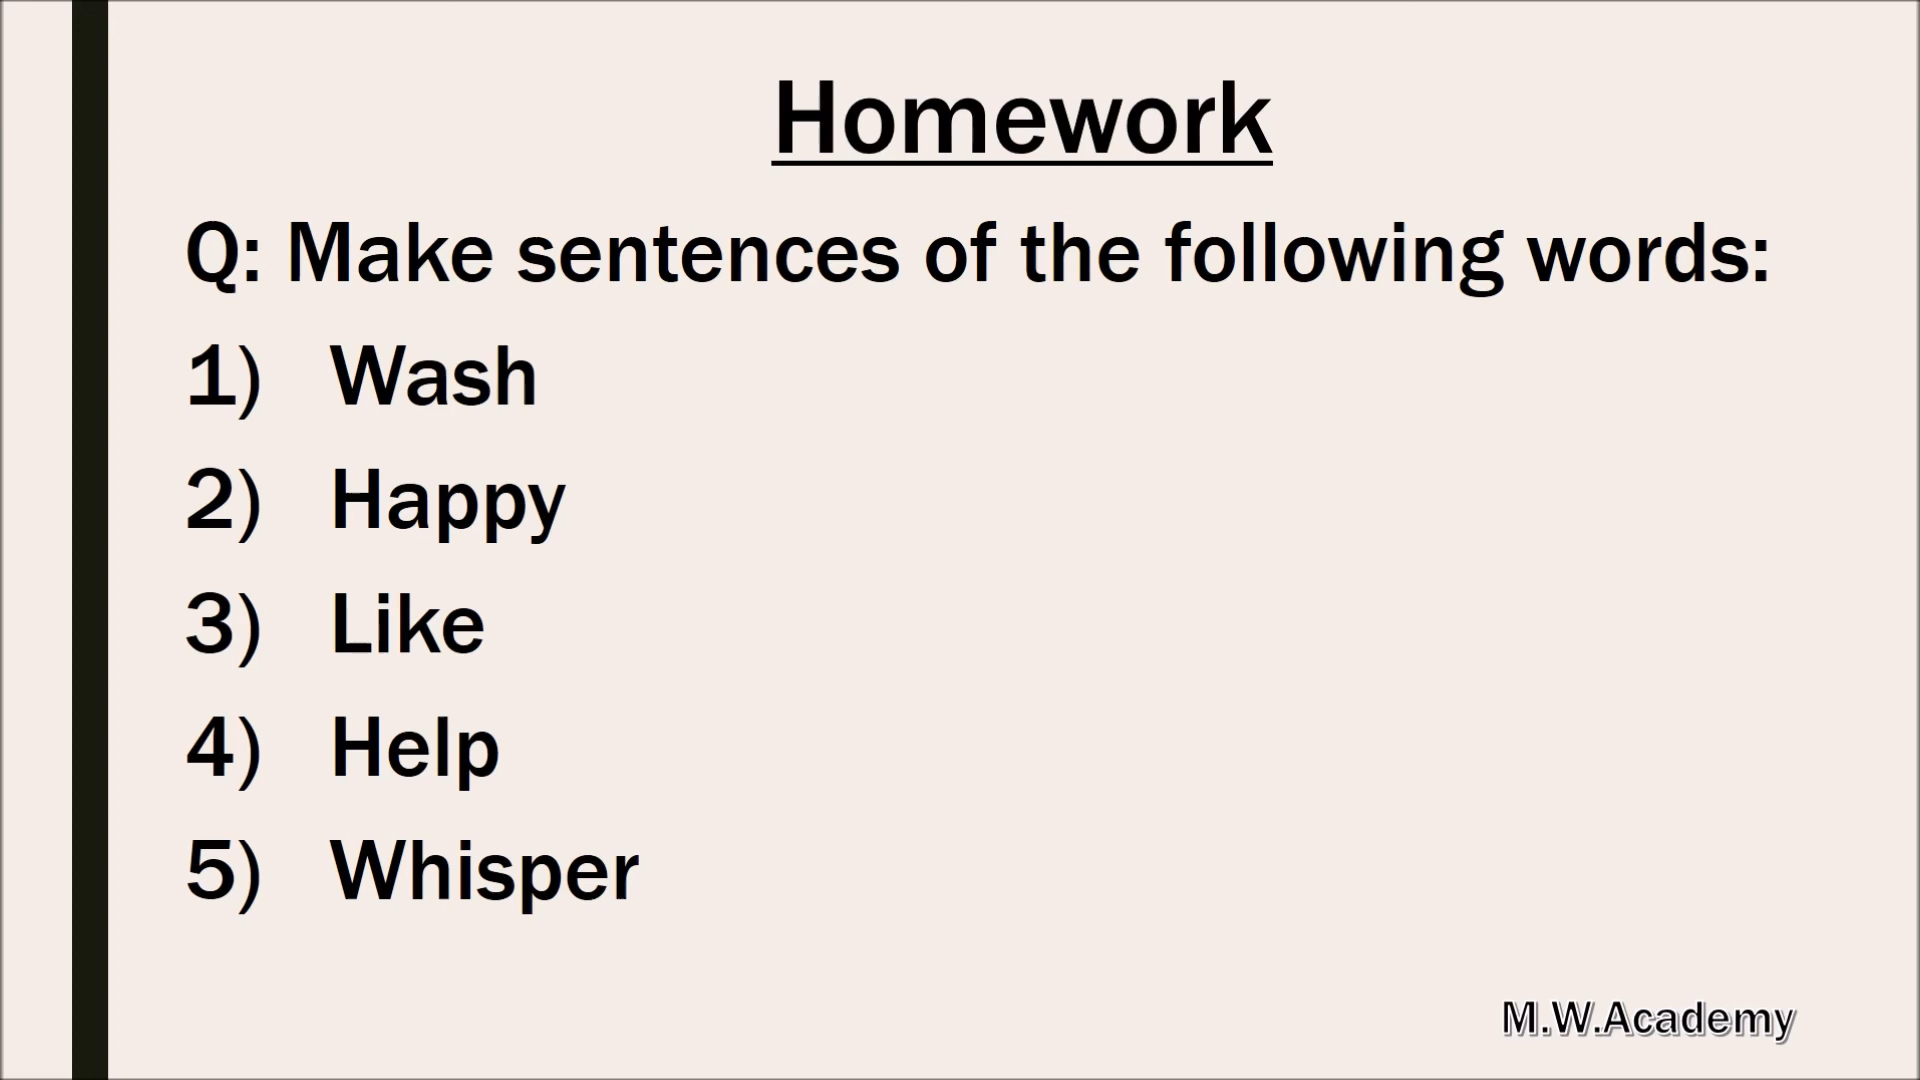 Homework
Q: Make sentences of the following words:
1) Wash
2) Happy
3) Like
4) Help
5) Whisper
M.W.Academy